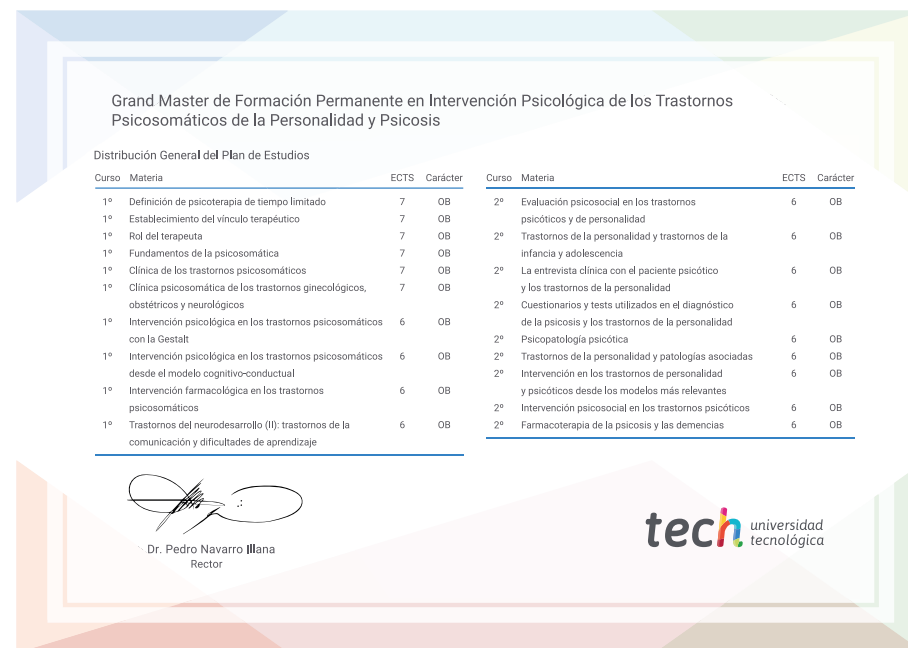 Grand Master de Formación Permanente en Intervención Psicológica de los Trastornos
Psicosomáticos de la Personalidad y Psicosis
Distribución General del Plan de Estudios
Curso Materia ECTS Carácter
1º Definición de psicoterapia de tiempo limitado 7 OB
1º Establecimiento del vínculo terapéutico 7 OB
1º Rol del terapeuta 7 OB
1º Fundamentos de la psicosomática 7 OB
1º Clínica de los trastornos psicosomáticos 7 OB
1º Clínica psicosomática de los trastornos ginecológicos, 7 OB
obstétricos y neurológicos
1º Intervención psicológica en los trastornos psicosomáticos 6 OB
con la Gestalt
1º Intervención psicológica en los trastornos psicosomáticos 6 OB
desde el modelo cognitivo-conductual
1º Intervención farmacológica en los trastornos 6 OB
psicosomáticos
1º Trastornos del neurodesarrollo (II): trastornos de la 6 OB
comunicación y dificultades de aprendizaje
Curso Materia ECTS Carácter
2º Evaluación psicosocial en los trastornos 6 OB
psicóticos y de personalidad
2º Trastornos de la personalidad y trastornos de la 6 OB
infancia y adolescencia
2º La entrevista clínica con el paciente psicótico 6 OB
y los trastornos de la personalidad
2º Cuestionarios y tests utilizados en el diagnóstico 6 OB
de la psicosis y los trastornos de la personalidad
2º Psicopatología psicótica 6 OB
2º Trastornos de la personalidad y patologías asociadas 6 OB
2º Intervención en los trastornos de personalidad 6 OB
y psicóticos desde los modelos más relevantes
2º Intervención psicosocial en los trastornos psicóticos 6 OB
2º Farmacoterapia de la psicosis y las demencias 6 OB
Dr. Pedro Navarro Illana
Rector
tech universidad
tecnológica